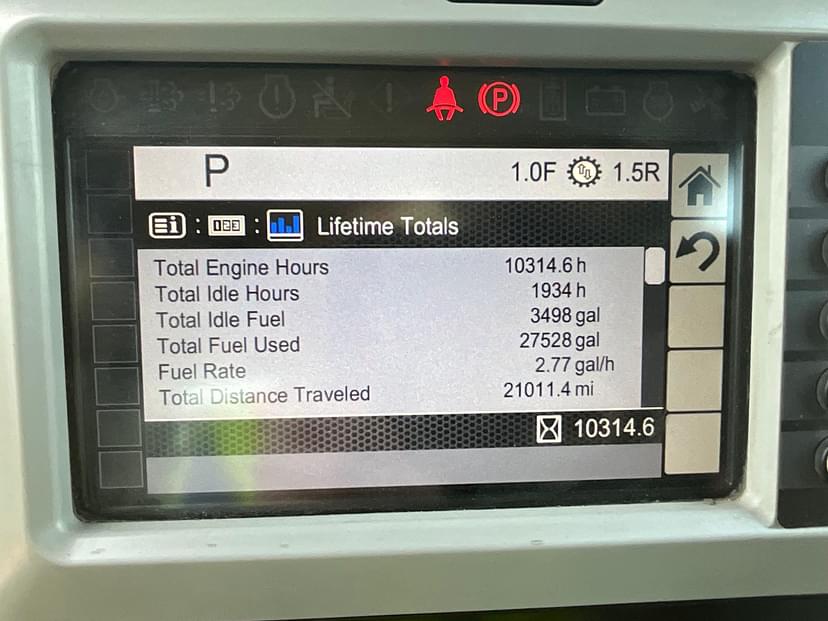 P
P 1.0F 1.5R
123 : Lifetime Totals
Total Engine Hours 10314.6 h
Total Idle Hours 1934 h
Total Idle Fuel 3498 gal
Total Fuel Used 27528 gal
Fuel Rate 2.77 gal/h
Total Distance Traveled 21011.4 mi
10314.6